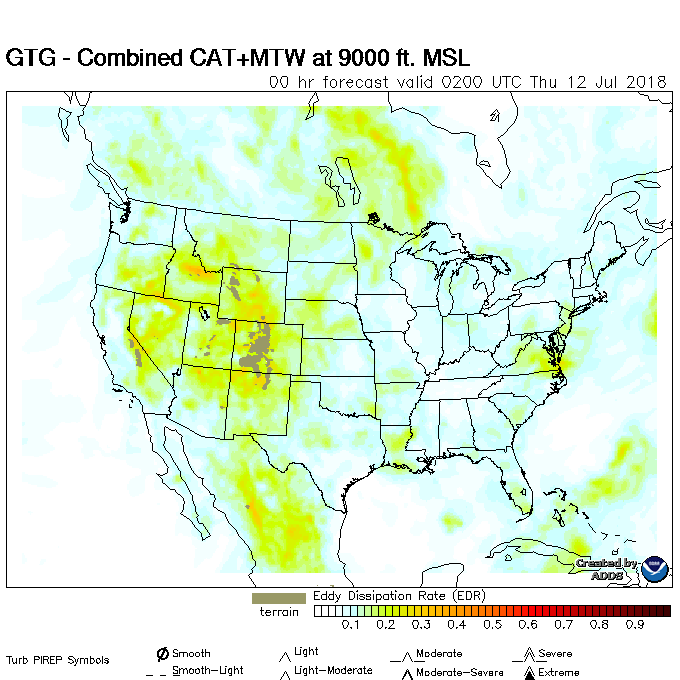 GTG - Combined CAT+MTW at 9000 ft. MSL
00 hr forecast valid 0200 UTC Thu 12 Jul 2018
Created by
ADDS
Eddy Dissipation Rate (EDR)
terrain
0.1 0.2 0.3 0.4 0.5 0.6 0.7 0.8 0.9
Turb PIREP Symbols
Smooth Light Moderate Severe
Smooth-Light Light-Moderate Moderate-Severe Extreme